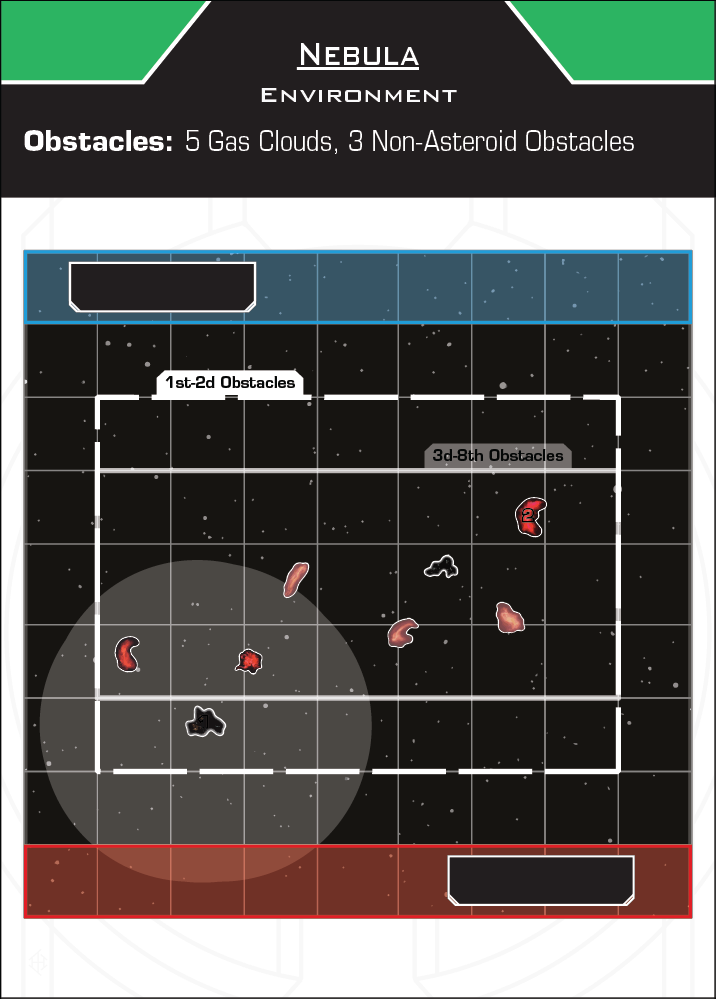 Nebula
Environment
Obstacles: 5 Gas Clouds, 3 Non-Asteroid Obstacles
1st-2d Obstacles
3d-8th Obstacles
2